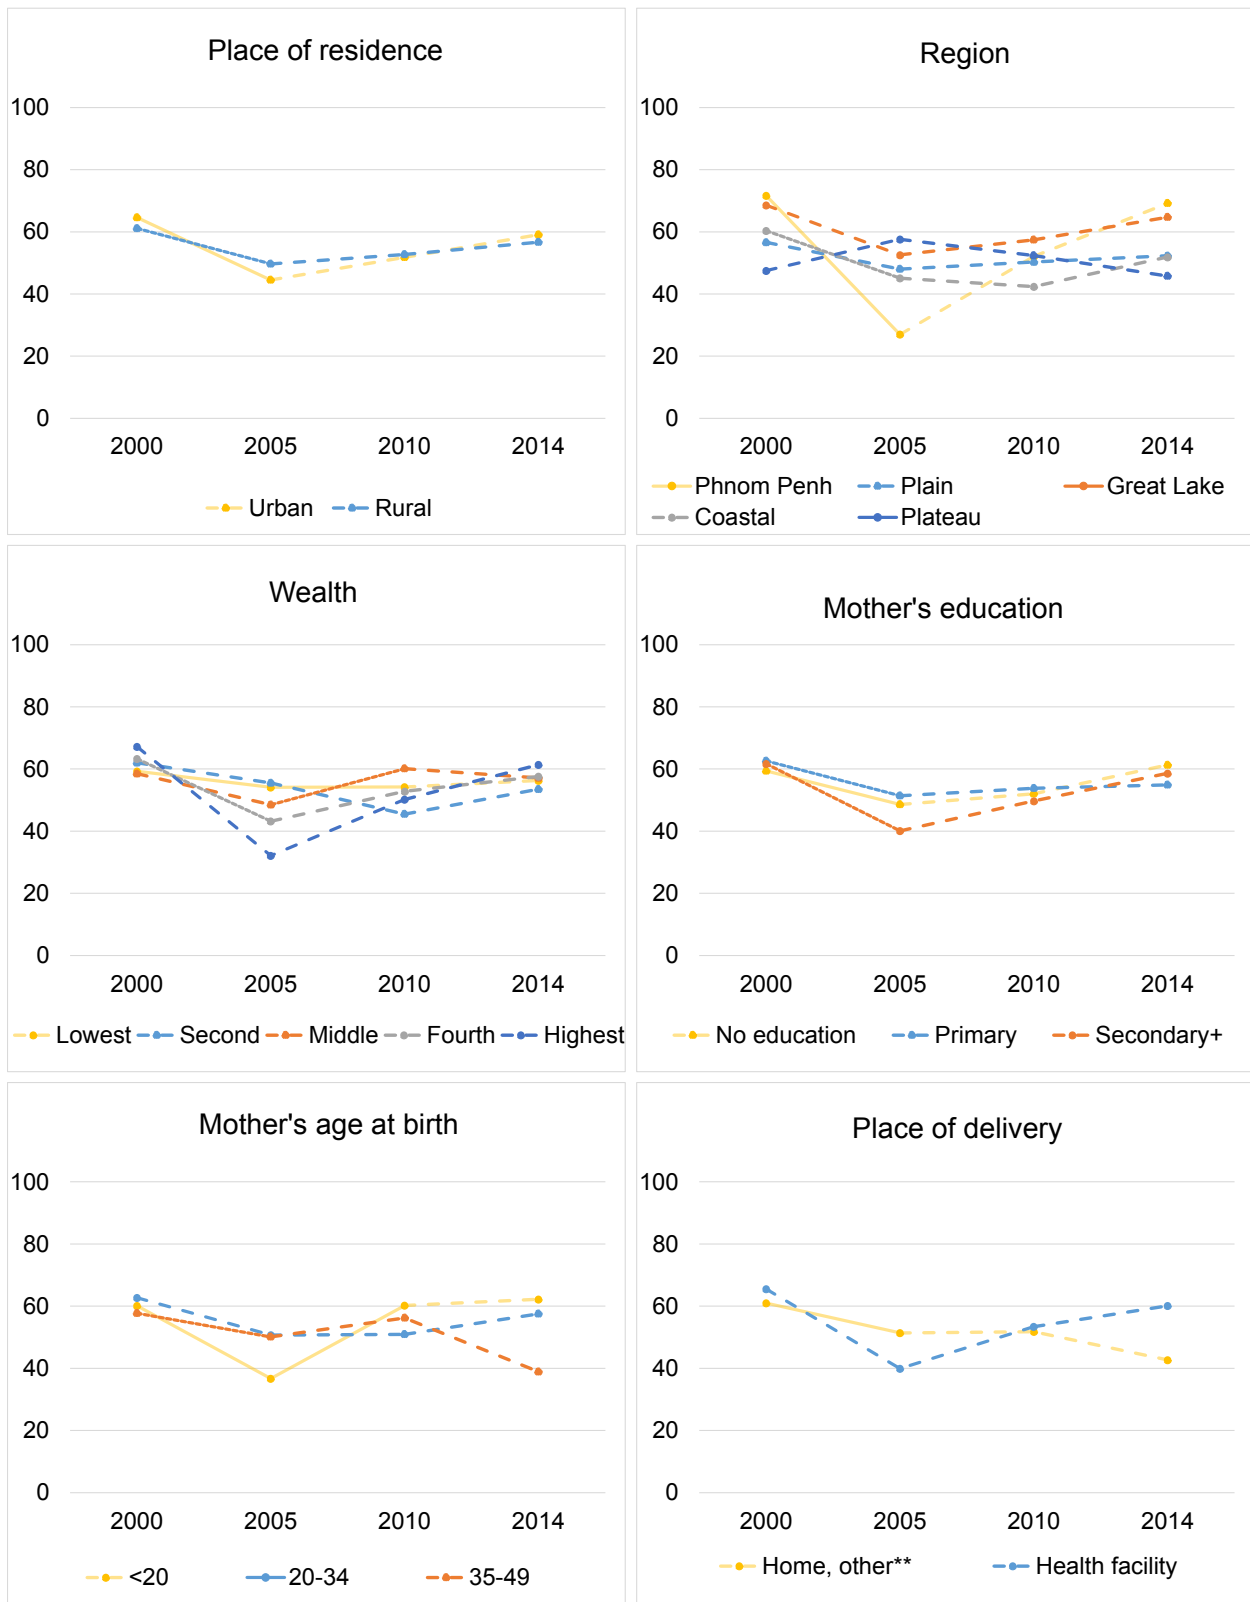 Place of residence
100
80
60
40
20
0
2000 2005 2010 2014
Urban Rural
Region
100
80
60
40
20
0
2000 2005 2010 2014
Phnom Penh Plain Great Lake
Coastal Plateau
Wealth
100
80
60
40
20
0
2000 2005 2010 2014
Lowest Second Middle Fourth Highest
Mother's education
100
80
60
40
20
0
2000 2005 2010 2014
No education Primary Secondary+
Mother's age at birth
100
80
60
40
20
0
2000 2005 2010 2014
<20 20-34 35-49
Place of delivery
100
80
60
40
20
0
2000 2005 2010 2014
Home, other** Health facility